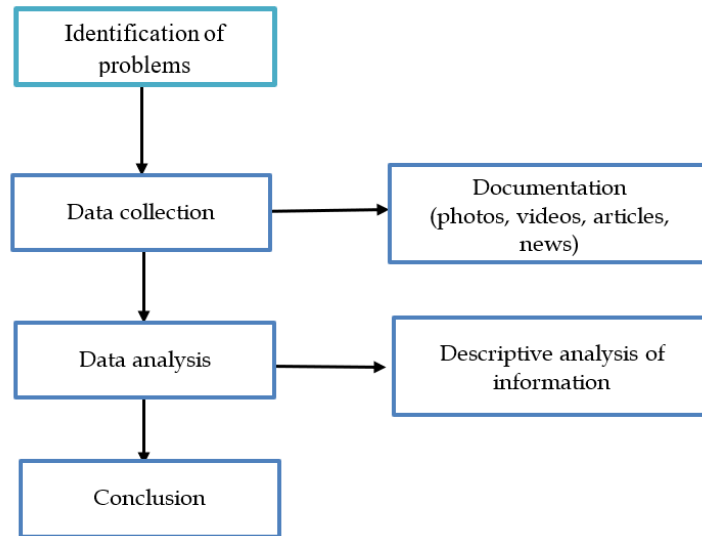 Identification of
problems
Data collection
Documentation
(photos, videos, articles,
news)
Data analysis
Descriptive analysis of
information
Conclusion